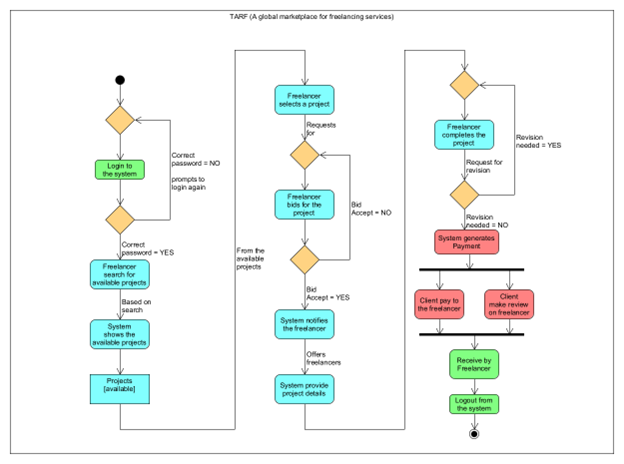 TARF (A global marketplace for freelancing services)
Login to
the system
Correct
password = NO
prompts to
login again
Correct
password = YES
Freelancer
search for
available projects
Based on
search
System
shows the
available projects
Projects
[available]
From the
available
projects
Freelancer
selects a project
Requests
for
Freelancer
bids for the
project
Bid
Accept = NO
Bid
Accept = YES
System notifies
the freelancer
Offers
freelancers
System provide
project details
Freelancer
completes the
project
Revision
needed = YES
Request for
revision
Revision
needed = NO
System generates
Payment
Client pay to
the freelancer
Client
make review
on freelancer
Receive by
Freelancer
Logout from
the system